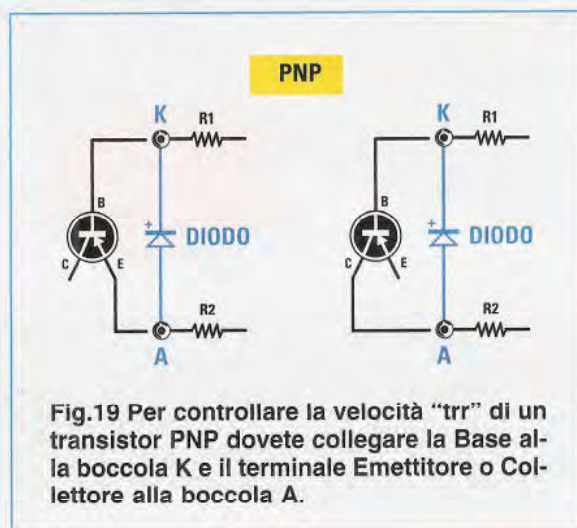 PNP
K
R1
B
+
DIODO
C
E
R2
A
K
R1
B
+
DIODO
C
E
R2
A
Fig.19 Per controllare la velocità “trr” di un
transistor PNP dovete collegare la Base al-
la boccola K e il terminale Emettitore o Col-
lettore alla boccola A.